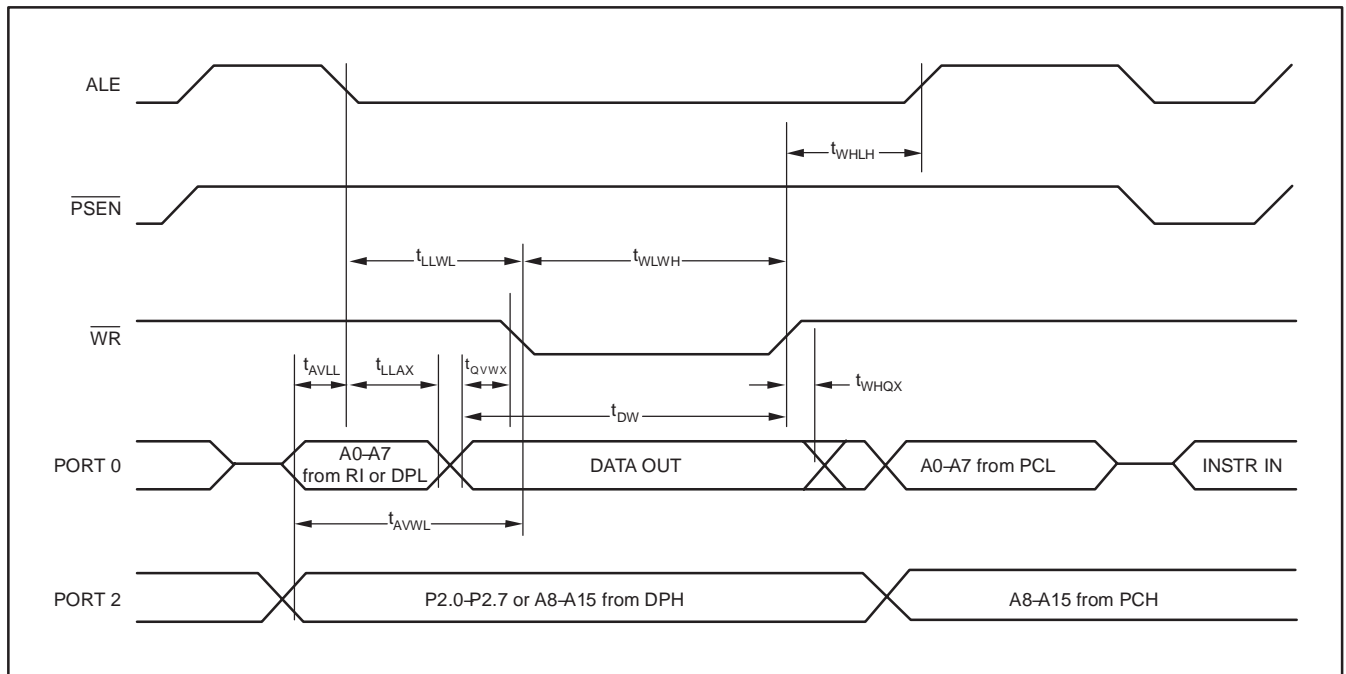 ALE
tWHLH
PSEN
tLLWL
tWLWH
WR
tAVLL
tLLAX
tQVWX
tWHQX
tDW
PORT 0
A0–A7
from RI or DPL
DATA OUT
A0–A7 from PCL
INSTR IN
tAVWL
PORT 2
P2.0–P2.7 or A8–A15 from DPH
A8–A15 from PCH